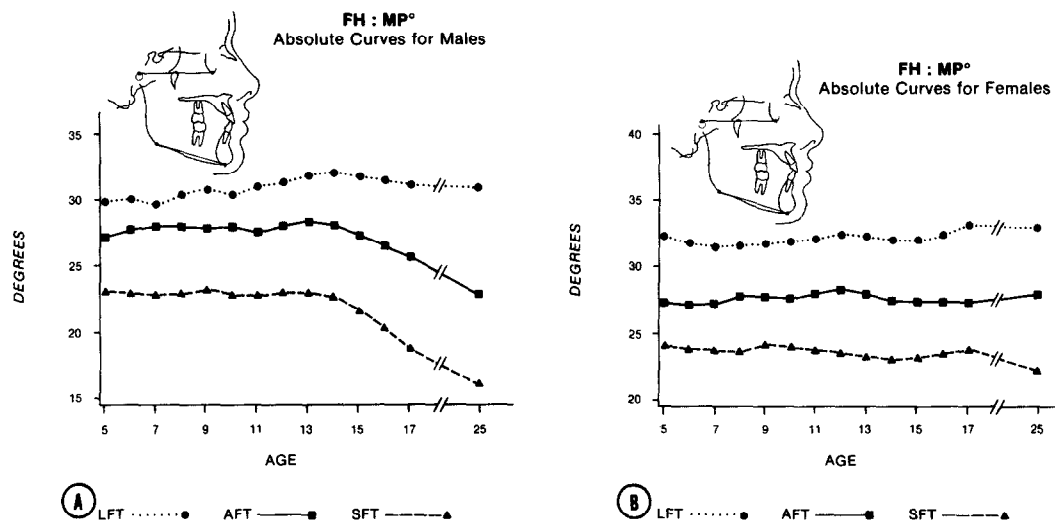 FH : MP°
Absolute Curves for Males
35
30
25
20
15
DEGREES
5 7 9 11 13 15 17 25
AGE
A LFT AFT SFT
FH : MP°
Absolute Curves for Females
40
35
30
25
20
DEGREES
5 7 9 11 13 15 17 25
AGE
B LFT AFT SFT